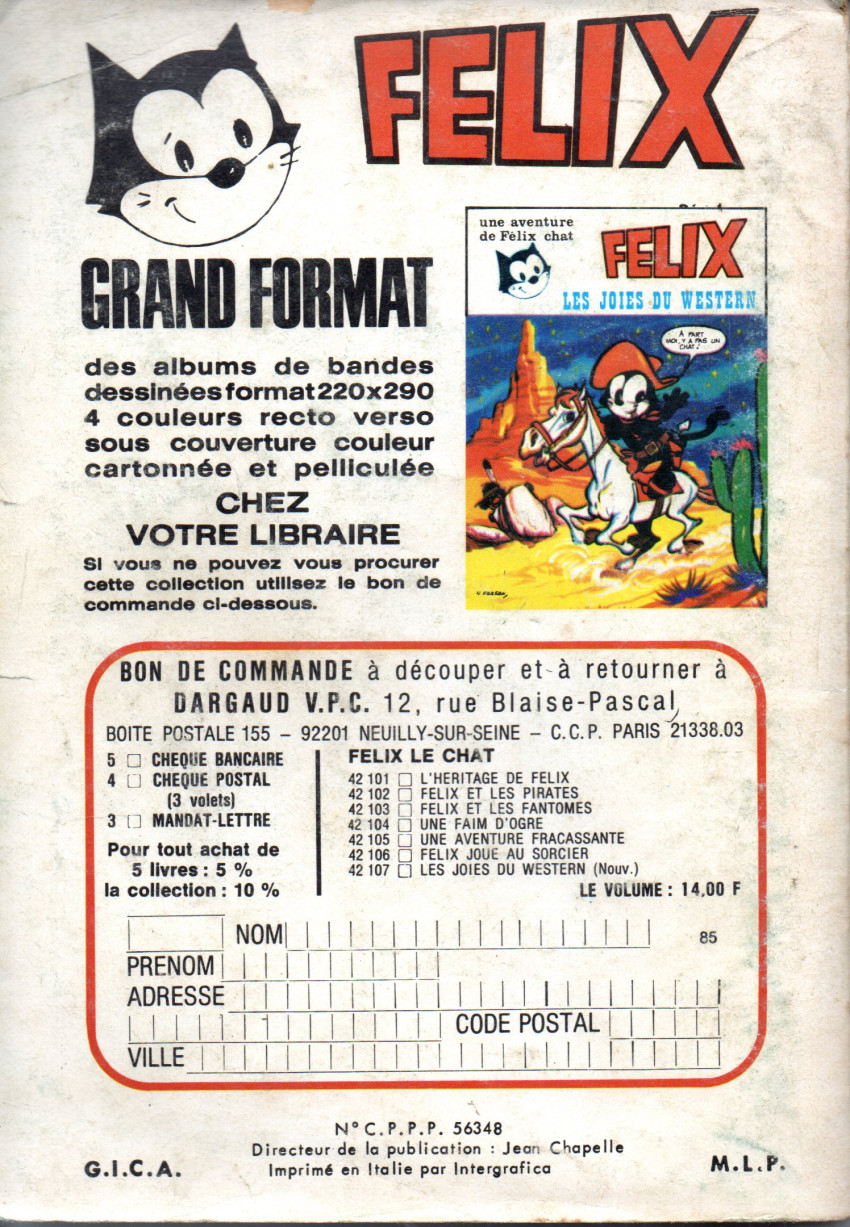 FELIX
GRAND FORMAT
des albums de bandes
dessinées format 220x290
4 couleurs recto verso
sous couverture couleur
cartonnée et pelliculée
CHEZ
VOTRE LIBRAIRE
Si vous ne pouvez vous procurer
cette collection utilisez le bon de
commande ci-dessous.
une aventure
de Félix chat
FELIX
LES JOIES DU WESTERN
A PART
MOI, Y A PAS UN
CHAT!
BON DE COMMANDE à découper et à retourner à
DARGAUD V.P.C. 12, rue Blaise-Pascal
BOITE POSTALE 155 – 92201 NEUILLY-SUR-SEINE – C.C.P. PARIS 21338.03
5 □ CHEQUE BANCAIRE
4 □ CHEQUE POSTAL
(3 volets)
3 □ MANDAT-LETTRE
Pour tout achat de
5 livres : 5 %
la collection : 10 %
FELIX LE CHAT
42 101 □ L'HERITAGE DE FELIX
42 102 □ FELIX ET LES PIRATES
42 103 □ FELIX ET LES FANTOMES
42 104 □ UNE FAIM D'OGRE
42 105 □ UNE AVENTURE FRACASSANTE
42 106 □ FELIX JOUE AU SORCIER
42 107 □ LES JOIES DU WESTERN (Nouv.)
LE VOLUME : 14,00 F
NOM
85
PRENOM
ADRESSE
CODE POSTAL
VILLE
N° C.P.P.P. 56348
Directeur de la publication : Jean Chapelle
G.I.C.A. Imprimé en Italie par Intergrafica M.L.P.